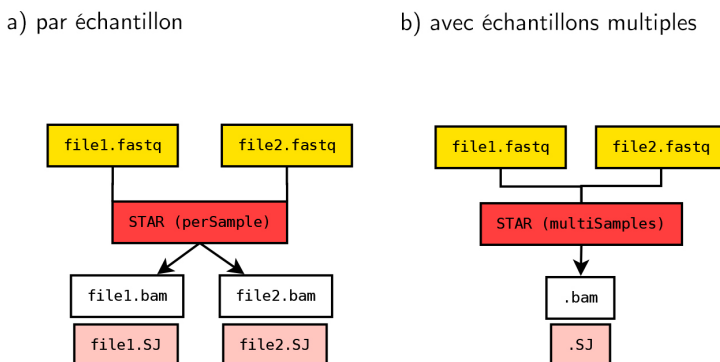 a) par échantillon
b) avec échantillons multiples
file1.fastq
file2.fastq
STAR (perSample)
file1.bam
file2.bam
file1.SJ
file2.SJ
file1.fastq
file2.fastq
STAR (multiSamples)
.bam
.SJ